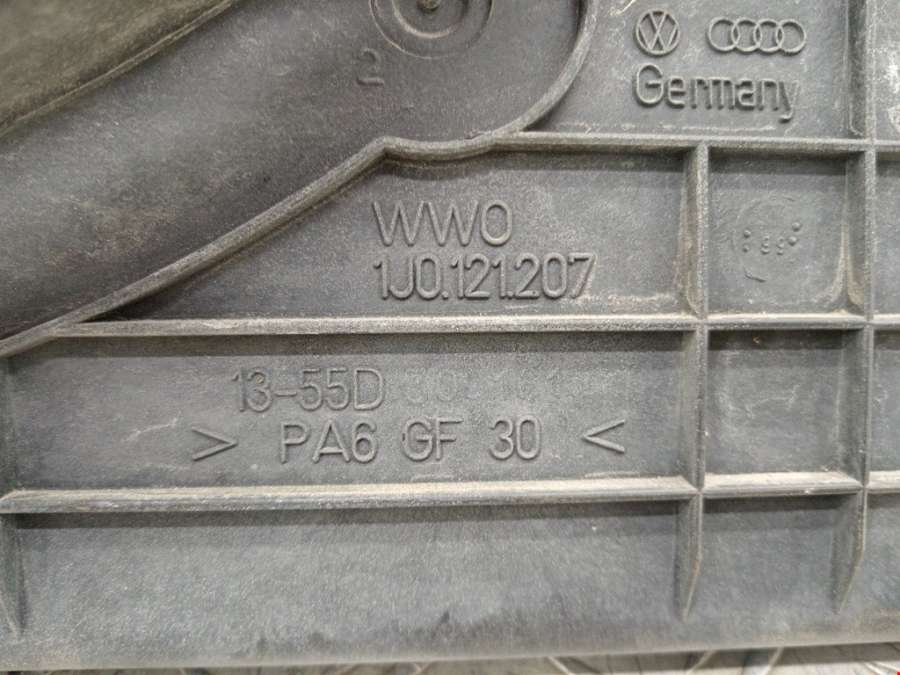 2
Germany
WWO
1J0.121.207
13-55D
> PA6 GF 30 <